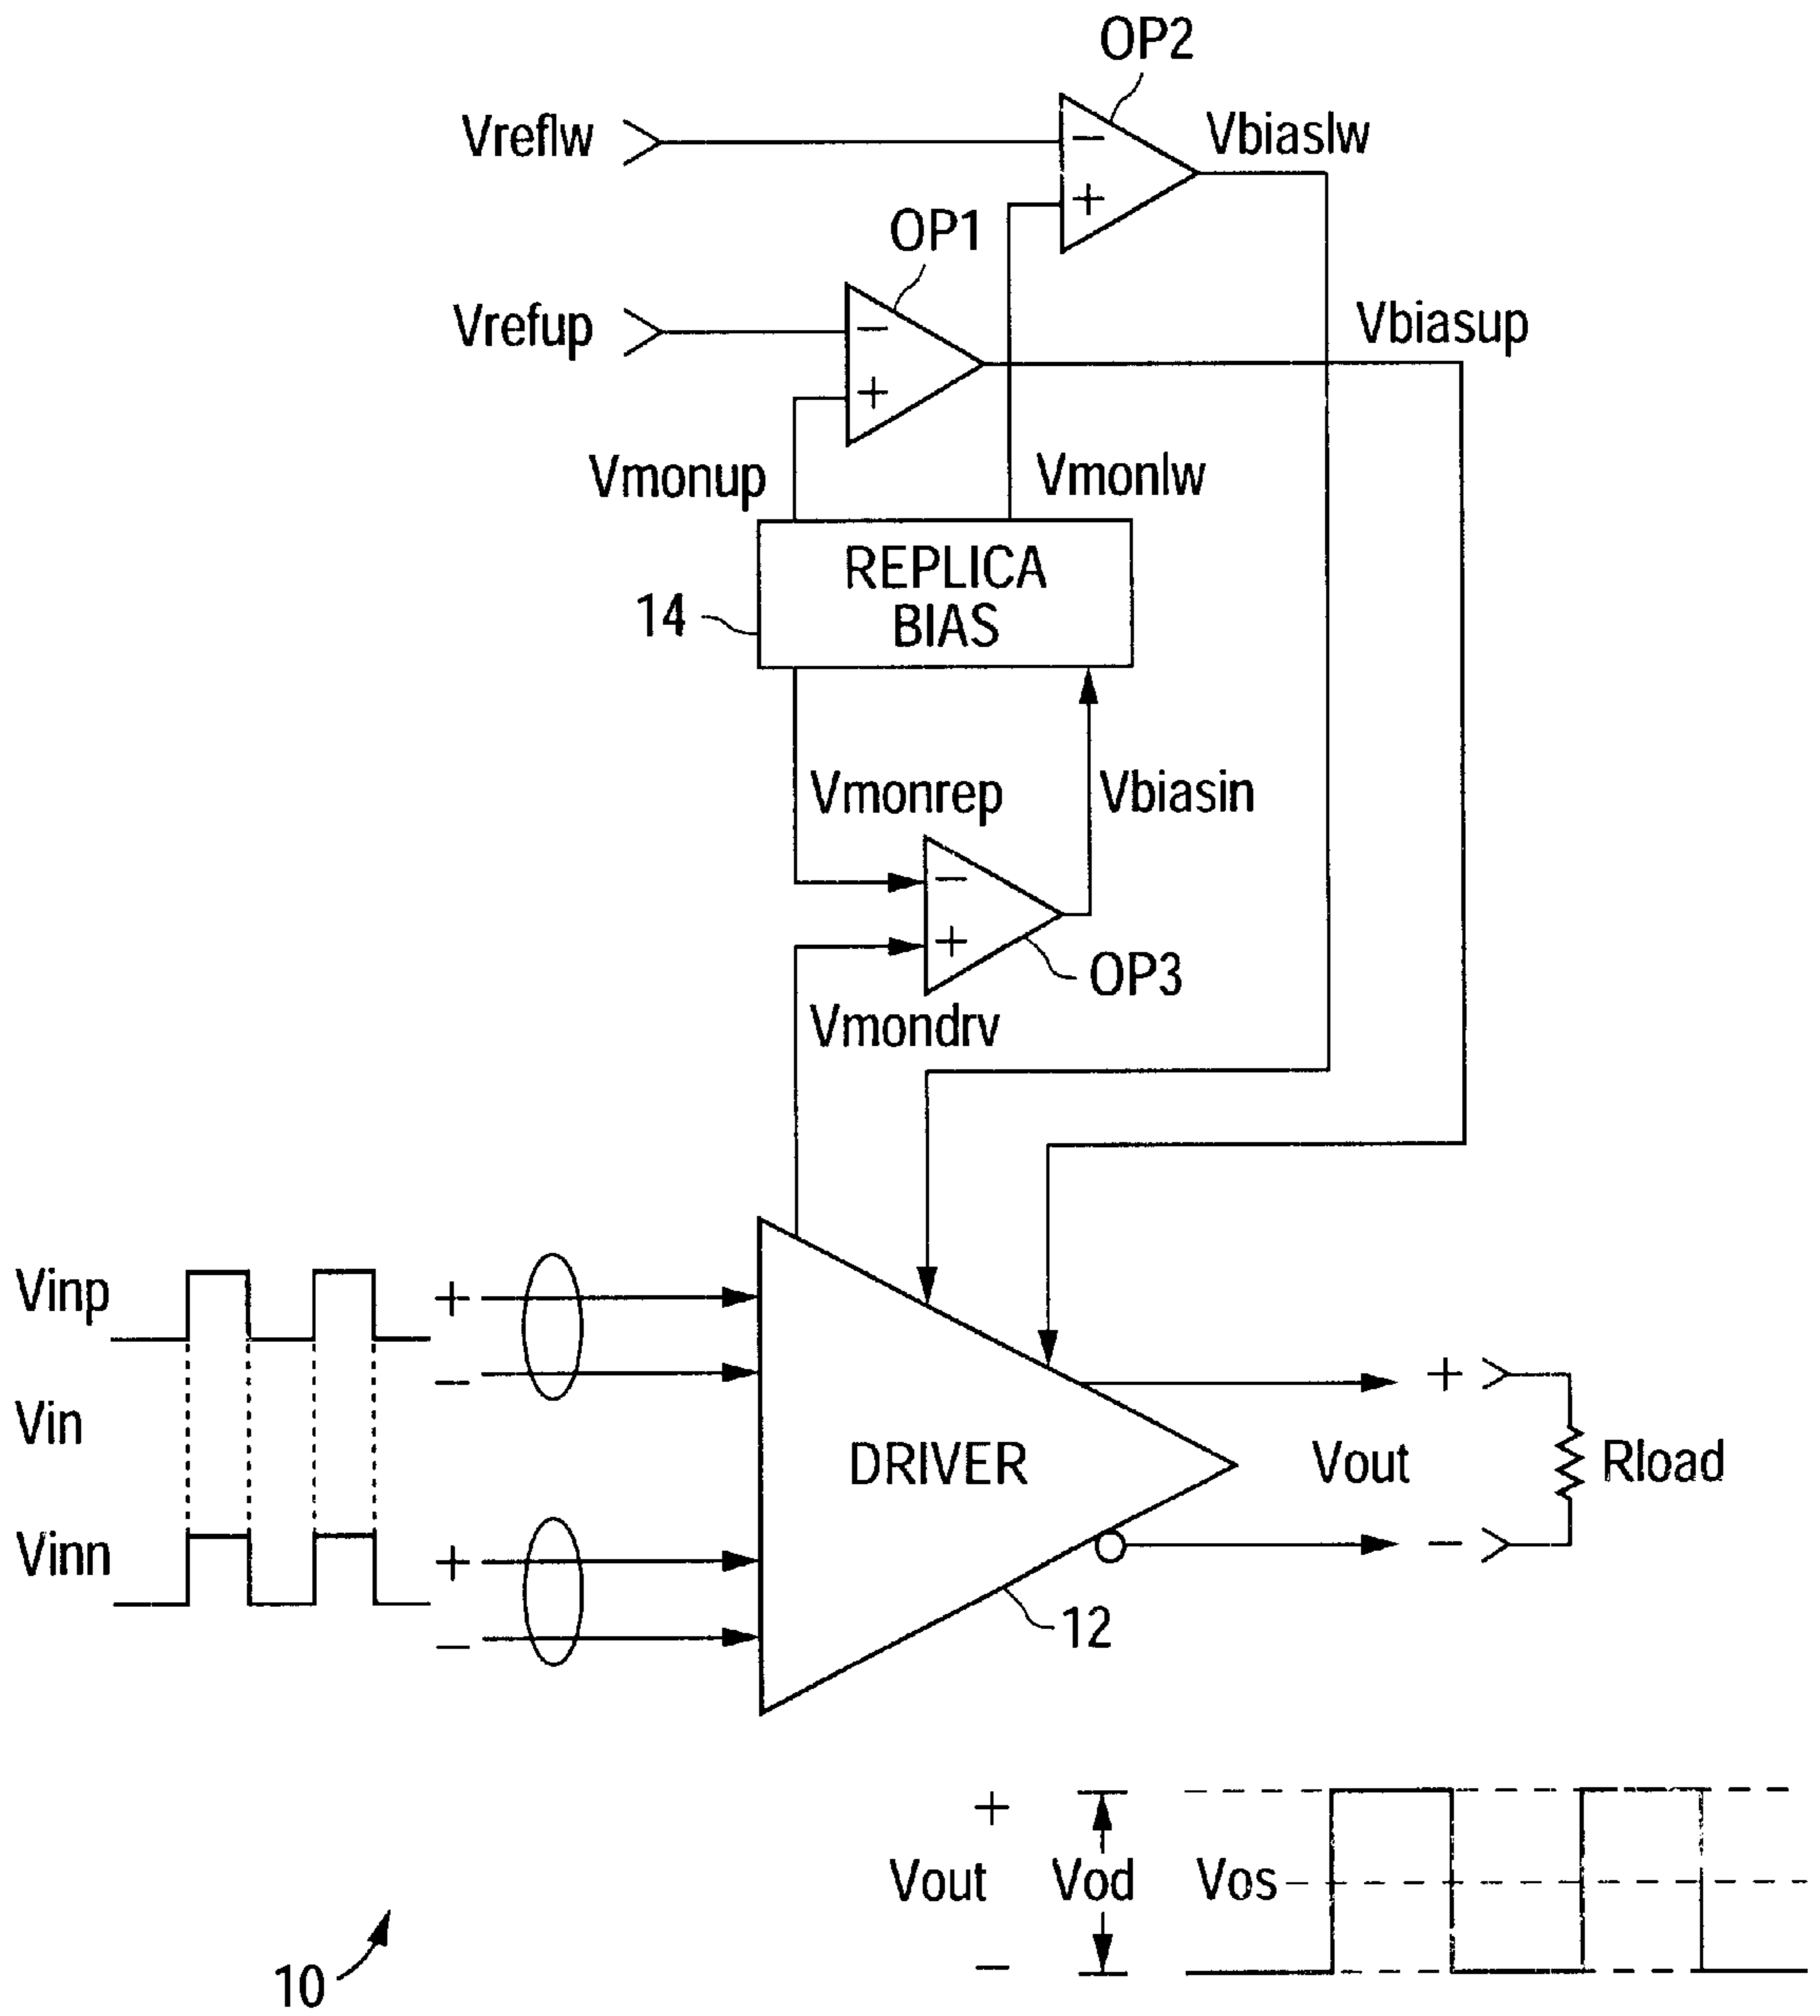 OP2
Vreflw
−
Vbiaslw
+
OP1
Vrefup
−
Vbiasup
+
Vmonup
Vmonlw
REPLICA
BIAS
14
Vmonrep
Vbiasin
−
+
OP3
Vmondrv
Vinp
+
−
Vin
+
DRIVER
Vout
Rload
Vinn
+
−
−
12
+
Vout
Vod
Vos
−
10